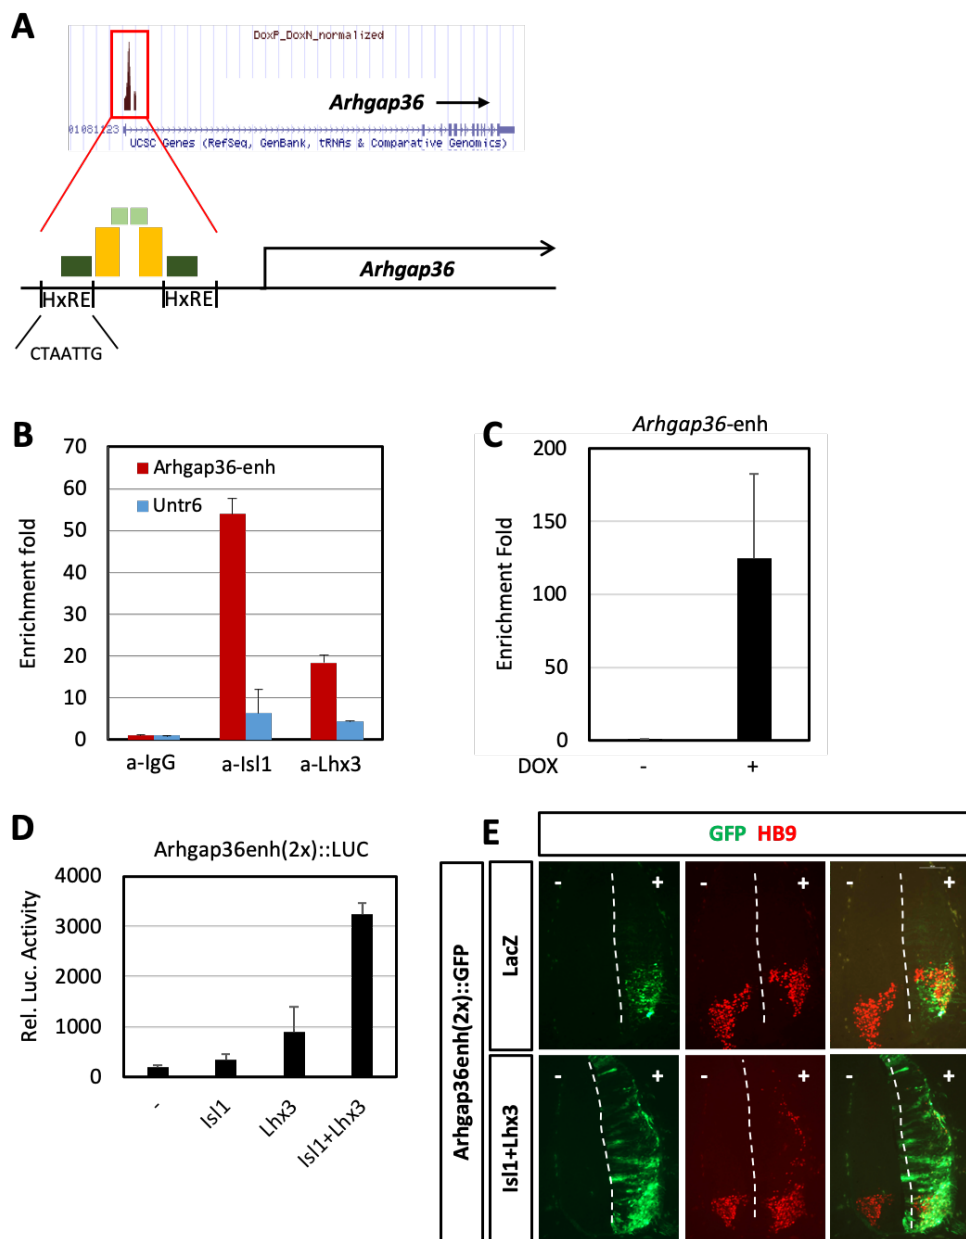 A
DoxP_DoxN_normalized
Arhgap36
01081123
UCSC Genes (RefSeq, GenBank, tRNAs & Comparative Genomics)
Arhgap36
HxRE
HxRE
CTAATTG
B
70
60
50
40
30
20
10
0
Enrichment fold
Arhgap36-enh
Untr6
a-IgG
a-Isl1
a-Lhx3
C
Arhgap36-enh
200
150
100
50
0
Enrichment Fold
DOX
-
+
D
Arhgap36enh(2x)::LUC
4000
3000
2000
1000
0
Rel. Luc. Activity
-
Isl1
Lhx3
Isl1+Lhx3
E
GFP HB9
Arhgap36enh(2x)::GFP
LacZ
- +
- +
- +
Isl1+Lhx3
- +
- +
- +